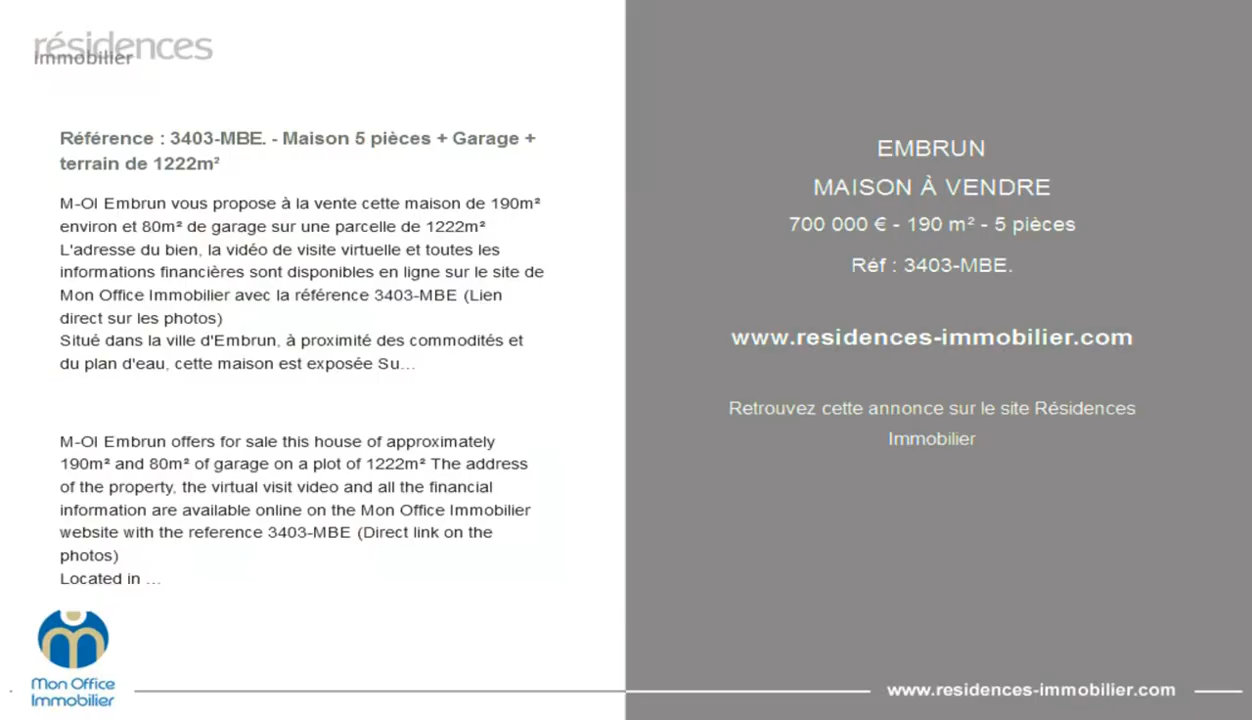 résidences
Immobilier
Référence : 3403-MBE. - Maison 5 pièces + Garage +
terrain de 1222m²
M-OI Embrun vous propose à la vente cette maison de 190m²
environ et 80m² de garage sur une parcelle de 1222m²
L'adresse du bien, la vidéo de visite virtuelle et toutes les
informations financières sont disponibles en ligne sur le site de
Mon Office Immobilier avec la référence 3403-MBE (Lien
direct sur les photos)
Situé dans la ville d'Embrun, à proximité des commodités et
du plan d'eau, cette maison est exposée Su...
M-OI Embrun offers for sale this house of approximately
190m² and 80m² of garage on a plot of 1222m² The address
of the property, the virtual visit video and all the financial
information are available online on the Mon Office Immobilier
website with the reference 3403-MBE (Direct link on the
photos)
Located in ...
Mon Office
Immobilier
EMBRUN
MAISON À VENDRE
700 000 € - 190 m² - 5 pièces
Réf : 3403-MBE.
www.residences-immobilier.com
Retrouvez cette annonce sur le site Résidences
Immobilier
www.residences-immobilier.com